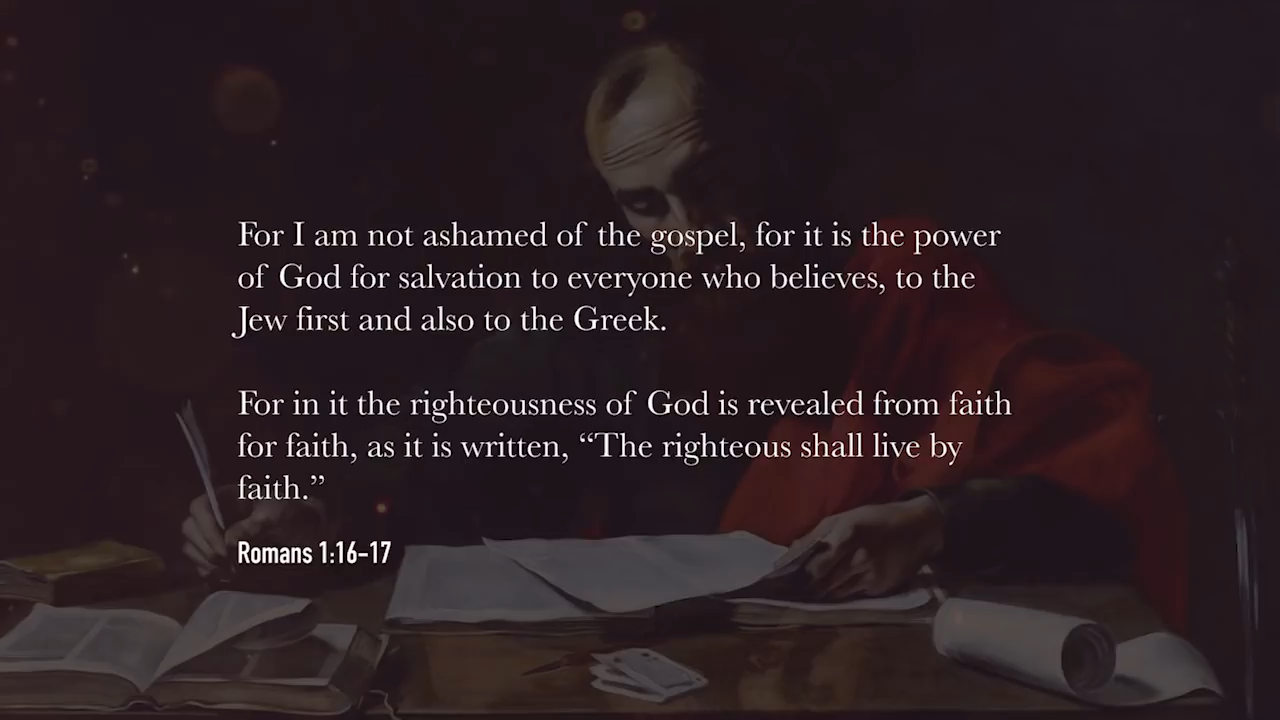 For I am not ashamed of the gospel, for it is the power
of God for salvation to everyone who believes, to the
Jew first and also to the Greek.
For in it the righteousness of God is revealed from faith
for faith, as it is written, “The righteous shall live by
faith.”
Romans 1:16–17